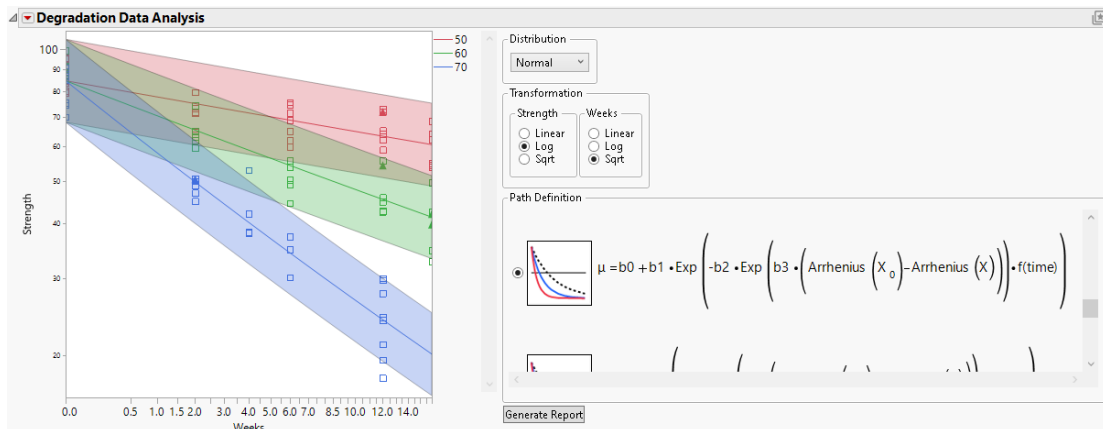 Degradation Data Analysis
50
60
70
100
90
80
70
60
50
40
30
20
Strength
0.0 0.5 1.0 1.5 2.0 3.0 4.0 5.0 6.0 7.0 8.5 10.0 12.0 14.0
Weeks
Distribution
Normal
Transformation
Strength Weeks
Linear Linear
Log Log
Sqrt Sqrt
Path Definition
μ =b0 +b1 •Exp(-b2 •Exp(b3 •(Arrhenius(X₀)-Arrhenius(X)))•f(time))
Generate Report